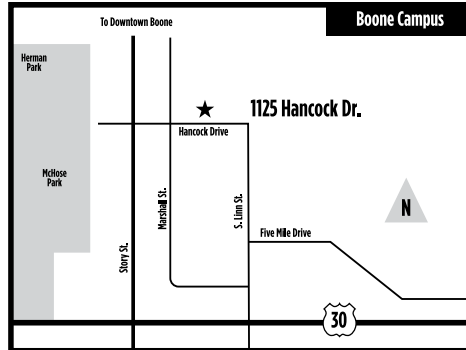 To Downtown Boone
Boone Campus
Herman
Park
1125 Hancock Dr.
Hancock Drive
McHose
Park
Marshall St.
S. Linn St.
N
Five Mile Drive
Story St.
30